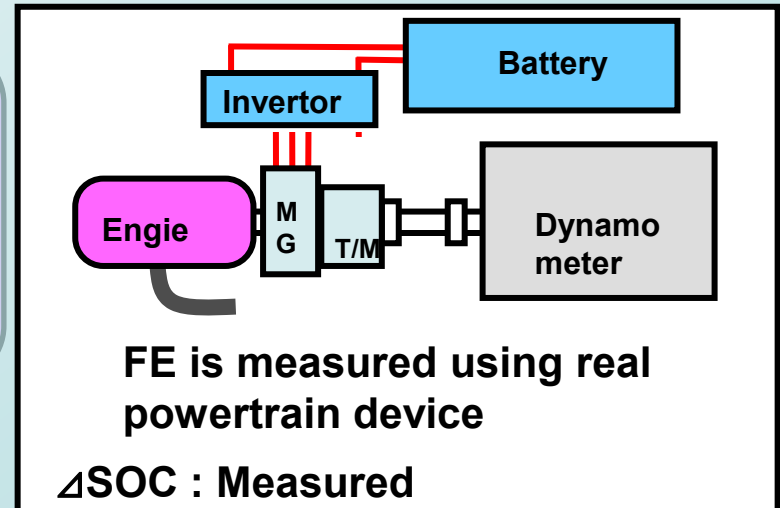 Battery
Invertor
Engie
M
G
T/M
Dynamo
meter
FE is measured using real
powertrain device
⊿SOC : Measured